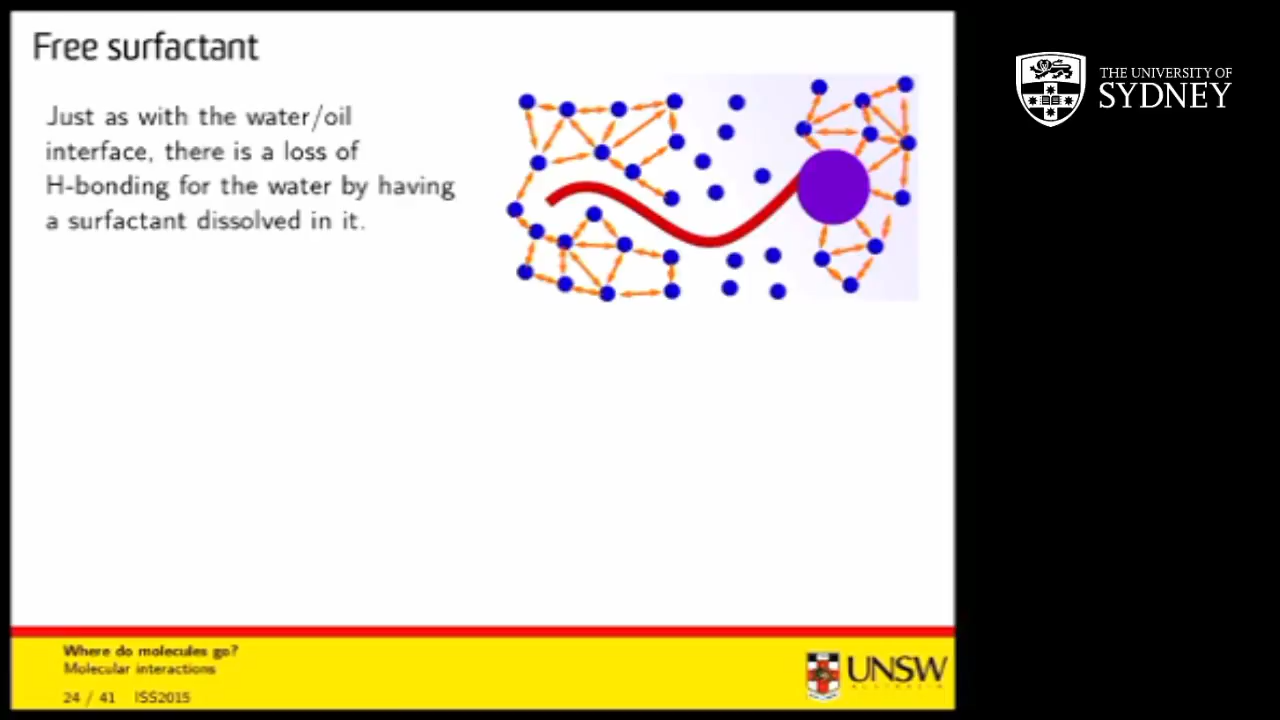 Free surfactant
Just as with the water/oil
interface, there is a loss of
H-bonding for the water by having
a surfactant dissolved in it.
THE UNIVERSITY OF
SYDNEY
Where do molecules go?
Molecular interactions
24 / 41 ISS2015
UNSW
AUSTRALIA